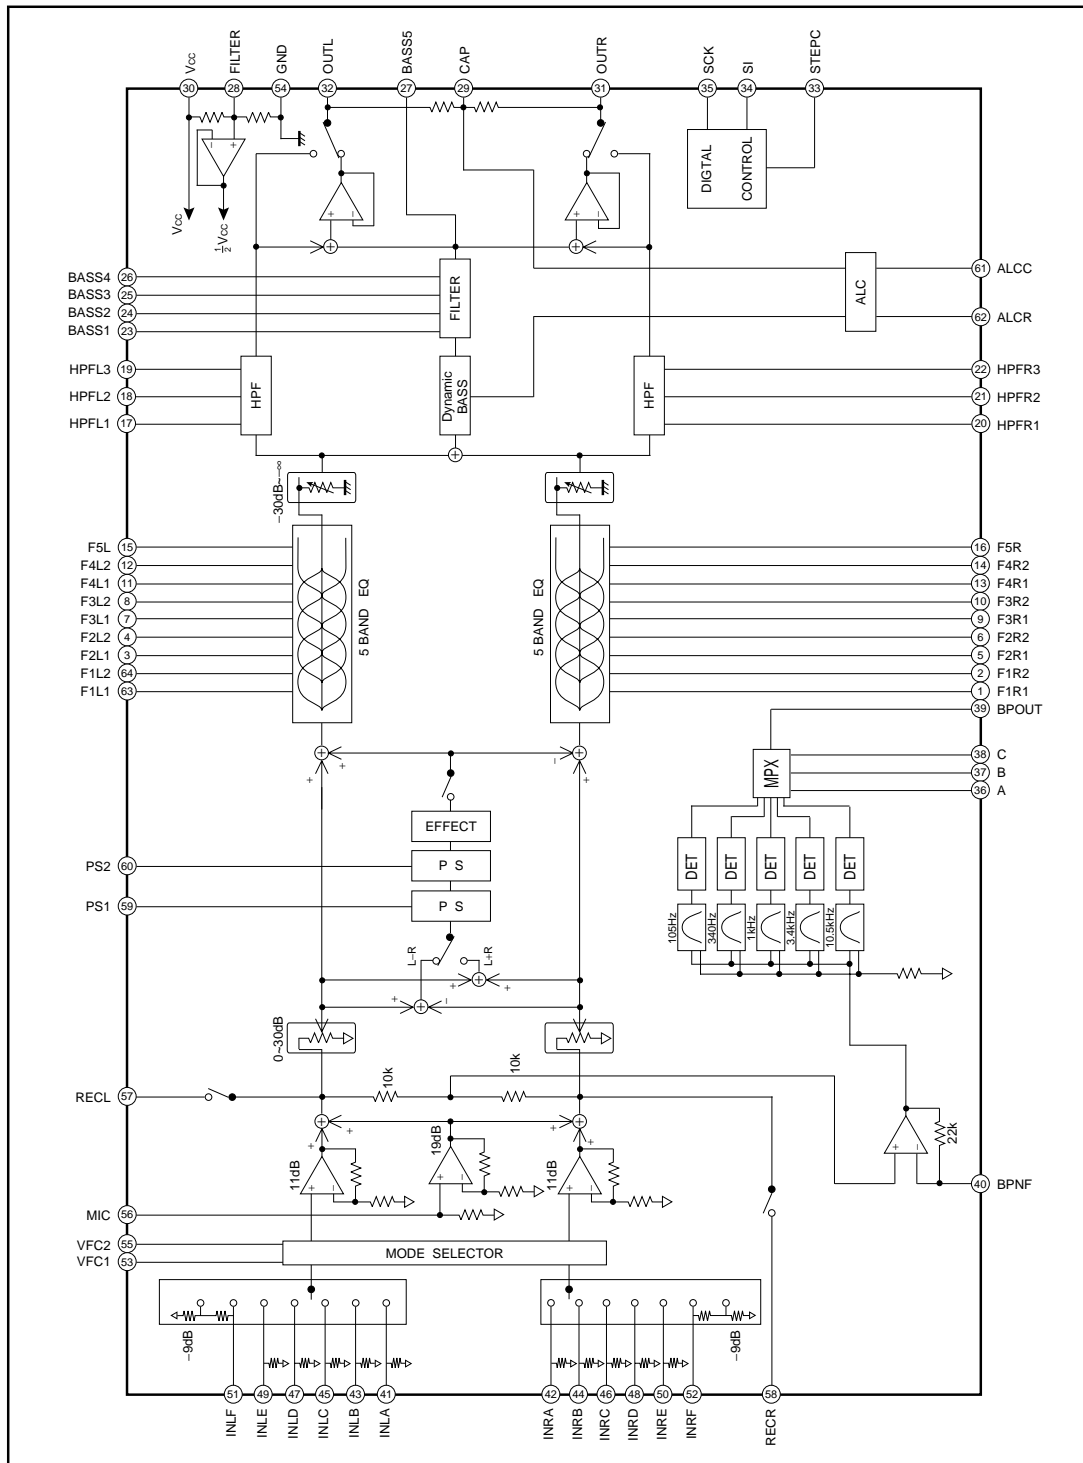 Vcc
FILTER
GND
OUTL
BASS5
CAP
OUTR
SCK
SI
STEPC
30
28
54
32
27
29
31
35
34
33
DIGTAL
CONTROL
Vcc
½Vcc
+
−
+
−
+
−
BASS4 26
BASS3 25
BASS2 24
BASS1 23
FILTER
ALC
61 ALCC
62 ALCR
HPFL3 19
HPFL2 18
HPFL1 17
HPF
Dynamic
BASS
HPF
22 HPFR3
21 HPFR2
20 HPFR1
−30dB~−∞
F5L 15
F4L2 12
F4L1 11
F3L2 8
F3L1 7
F2L2 4
F2L1 3
F1L2 64
F1L1 63
5 BAND EQ
5 BAND EQ
16 F5R
14 F4R2
13 F4R1
10 F3R2
9 F3R1
6 F2R2
5 F2R1
2 F1R2
1 F1R1
39 BPOUT
38 C
37 B
36 A
MPX
+
+
−
+
EFFECT
P S
P S
PS2 60
PS1 59
DET
DET
DET
DET
DET
105Hz
340Hz
1kHz
3.4kHz
10.5kHz
L−R
L+R
+
+
+
−
0~30dB
10k
10k
RECL 57
+
+
+
+
11dB
19dB
11dB
+
−
+
−
+
−
+
−
22k
40 BPNF
MIC 56
VFC2 55
VFC1 53
MODE SELECTOR
−9dB
−9dB
51
49
47
45
43
41
42
44
46
48
50
52
58
INLF
INLE
INLD
INLC
INLB
INLA
INRA
INRB
INRC
INRD
INRE
INRF
RECR